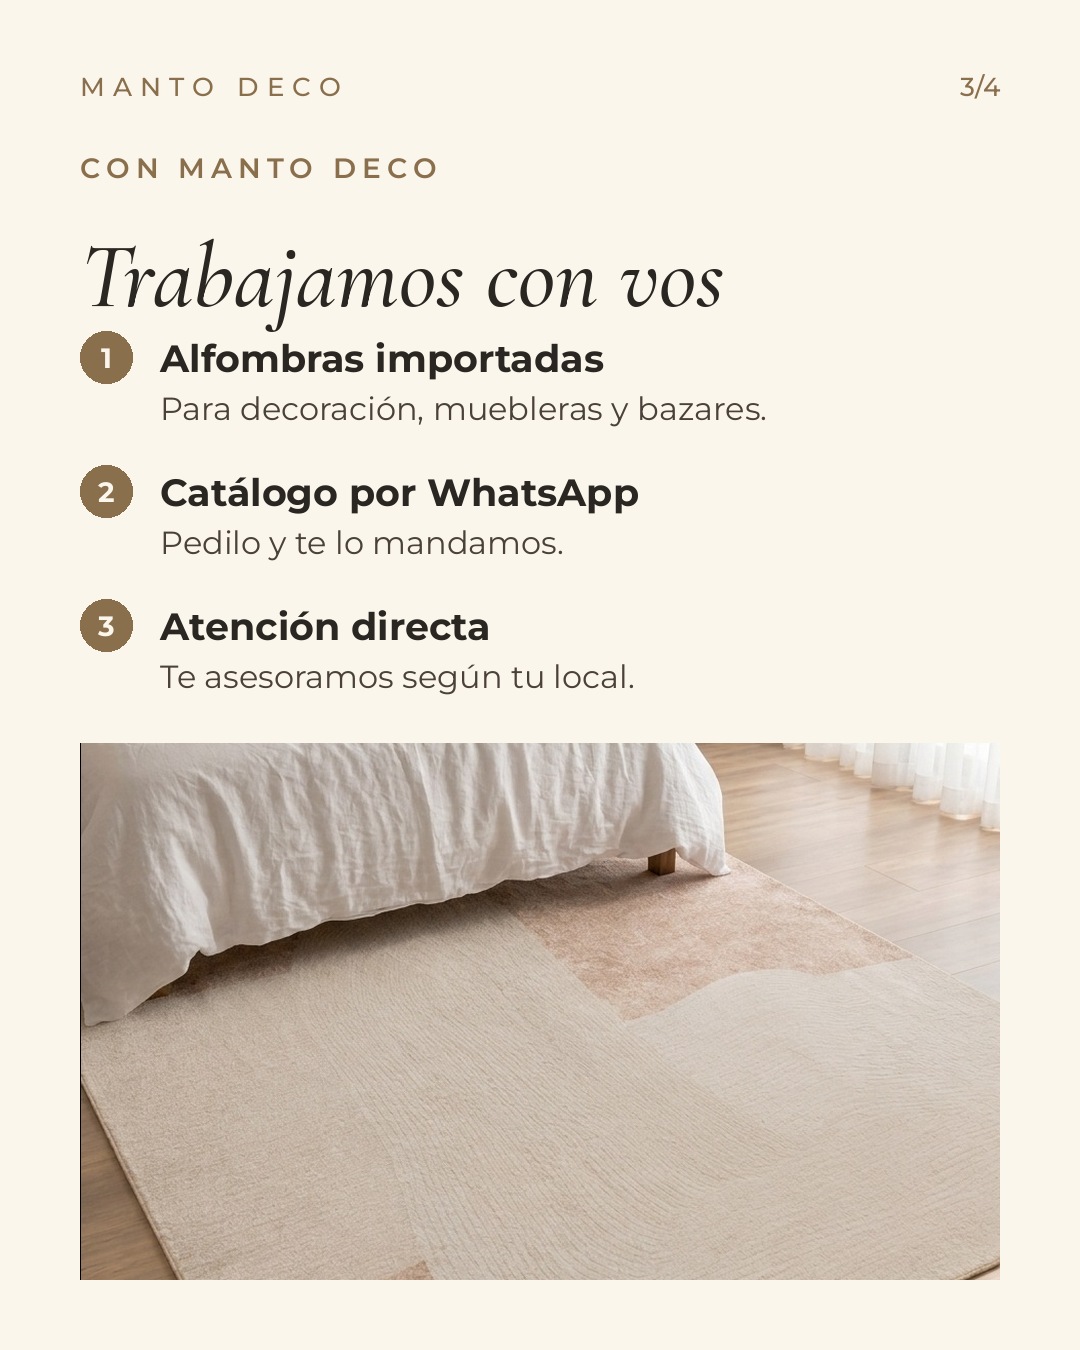 MANTO DECO
3/4
CON MANTO DECO
Trabajamos con vos
1 Alfombras importadas
Para decoración, muebleras y bazares.
2 Catálogo por WhatsApp
Pedilo y te lo mandamos.
3 Atención directa
Te asesoramos según tu local.